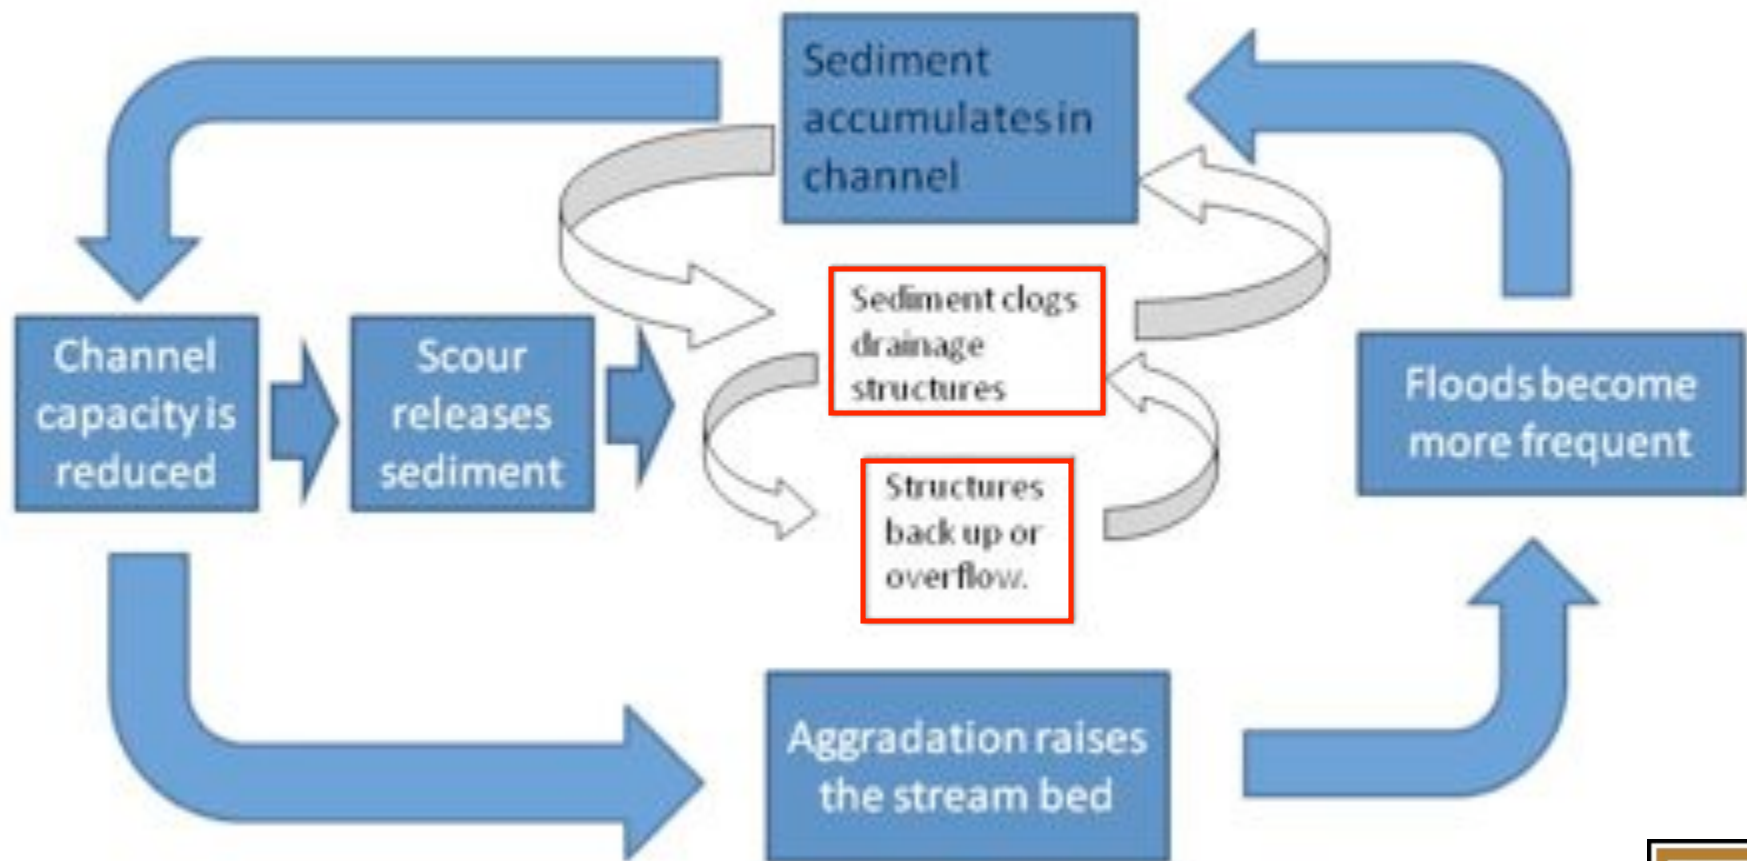 Sediment
accumulates in
channel
Sediment clogs
drainage
structures
Channel
capacity is
reduced
Scour
releases
sediment
Floods become
more frequent
Structures
back up or
overflow.
Aggradation raises
the stream bed